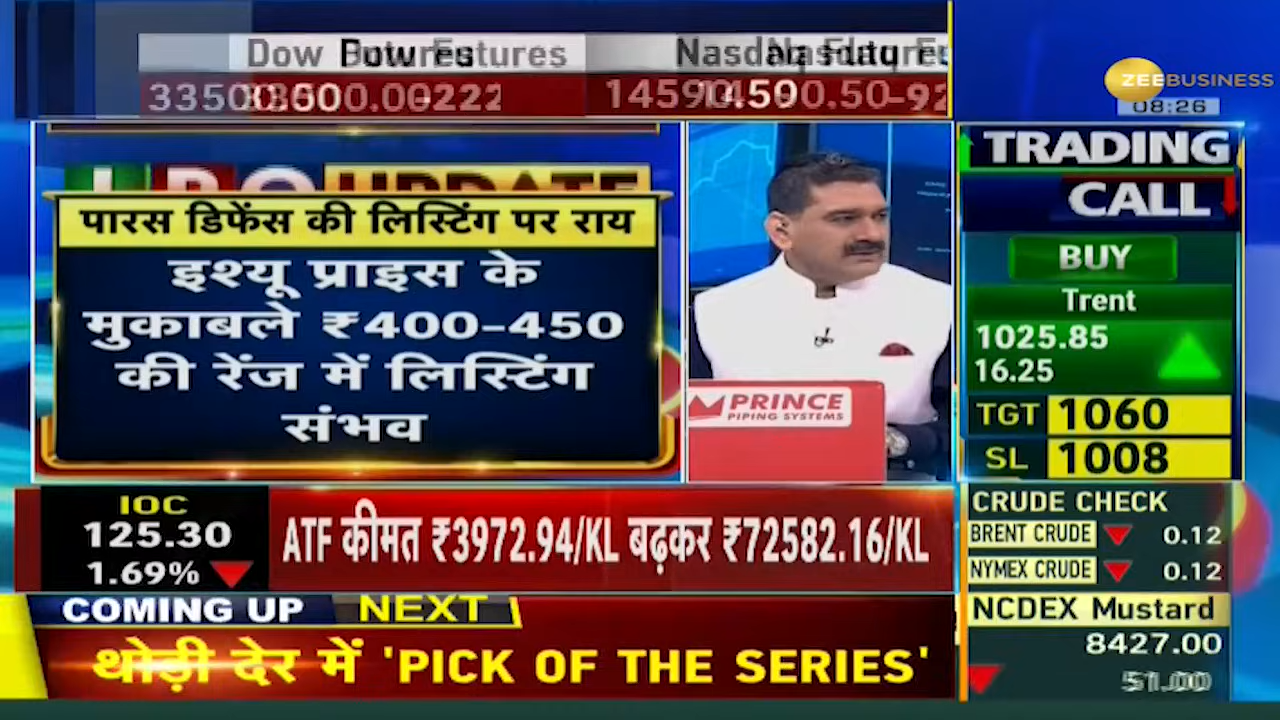 Dow Futures
Nasdaq Futures
ZEEBUSINESS
08:26
IPO UPDATE
पारस डिफेंस की लिस्टिंग पर राय
इश्यू प्राइस के
मुकाबले ₹400-450
की रेंज में लिस्टिंग
संभव
PRINCE
PIPING SYSTEMS
TRADING
CALL
BUY
Trent
1025.85
16.25
TGT 1060
SL 1008
IOC
125.30
1.69%
ATF कीमत ₹3972.94/KL बढ़कर ₹72582.16/KL
CRUDE CHECK
BRENT CRUDE 0.12
NYMEX CRUDE 0.12
NCDEX Mustard
8427.00
51.00
COMING UP NEXT
थोड़ी देर में 'PICK OF THE SERIES'